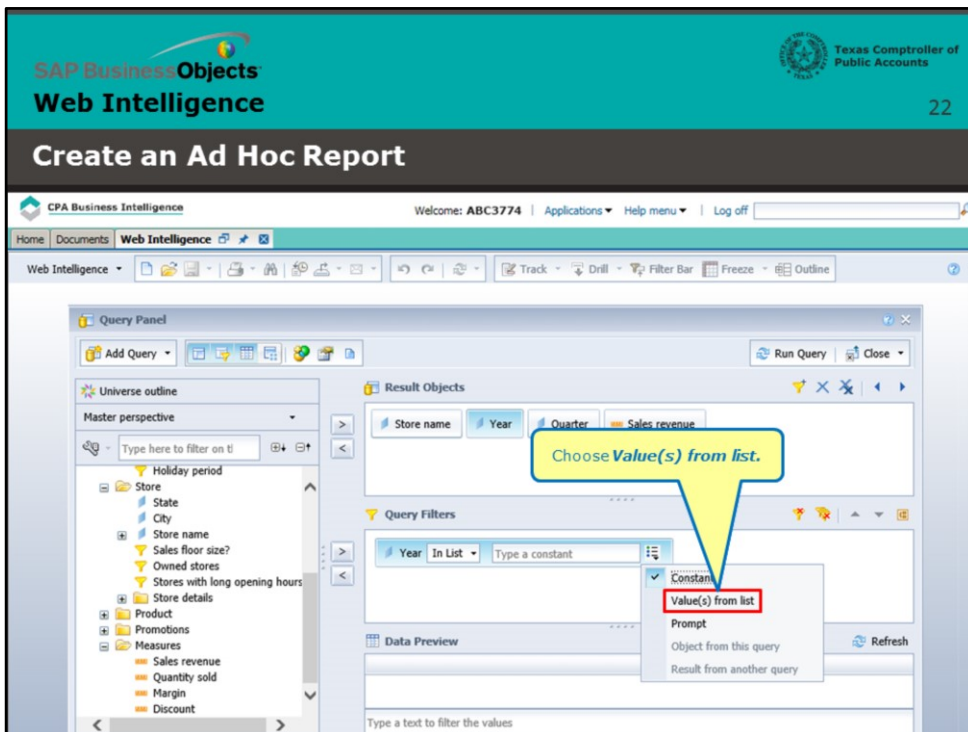 SAP BusinessObjects
Web Intelligence
Texas Comptroller of
Public Accounts
22
Create an Ad Hoc Report
CPA Business Intelligence
Welcome: ABC3774 | Applications Help menu | Log off
Home Documents Web Intelligence
Web Intelligence Track Drill Filter Bar Freeze Outline
Query Panel
Add Query Run Query Close
Universe outline
Master perspective
Type here to filter on t
Holiday period
Store
State
City
Store name
Sales floor size?
Owned stores
Stores with long opening hours
Store details
Product
Promotions
Measures
Sales revenue
Quantity sold
Margin
Discount
Result Objects
Store name Year Quarter Sales revenue
Choose Value(s) from list.
Query Filters
Year In List Type a constant
Constant
Value(s) from list
Prompt
Object from this query
Result from another query
Data Preview Refresh
Type a text to filter the values